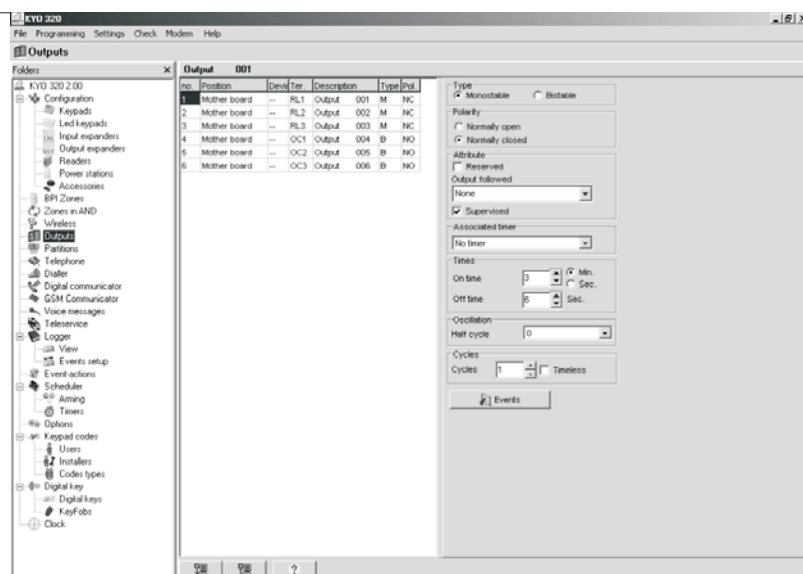 KYO 320
File Programming Settings Check Modem Help
Outputs
Folders
KYO 320 2.00
Configuration
Keypads
Led keypads
Input expanders
Output expanders
Readers
Power stations
Accessories
BPI Zones
Zones in AND
Wireless
Outputs
Partitions
Telephone
Dialler
Digital communicator
GSM Communicator
Voice messages
Teleservice
Logger
View
Events setup
Event-actions
Scheduler
Arming
Timers
Options
Keypad codes
Users
Installers
Codes types
Digital key
Digital keys
KeyFobs
Clock
Output 001
no. Position Devi Ter. Description Type Pol.
1 Mother board -- RL1 Output 001 M NC
2 Mother board -- RL2 Output 002 M NC
3 Mother board -- RL3 Output 003 M NC
4 Mother board -- OC1 Output 004 B NO
5 Mother board -- OC2 Output 005 B NO
6 Mother board -- OC3 Output 006 B NO
Type
Monostable Bistable
Polarity
Normally open
Normally closed
Attribute
Reserved
Output followed
None
Supervised
Associated timer
No timer
Times
On time 3 Min.
Sec.
Off time 6 Sec.
Oscillation
Half cycle 0
Cycles
Cycles 1 Timeless
Events
?